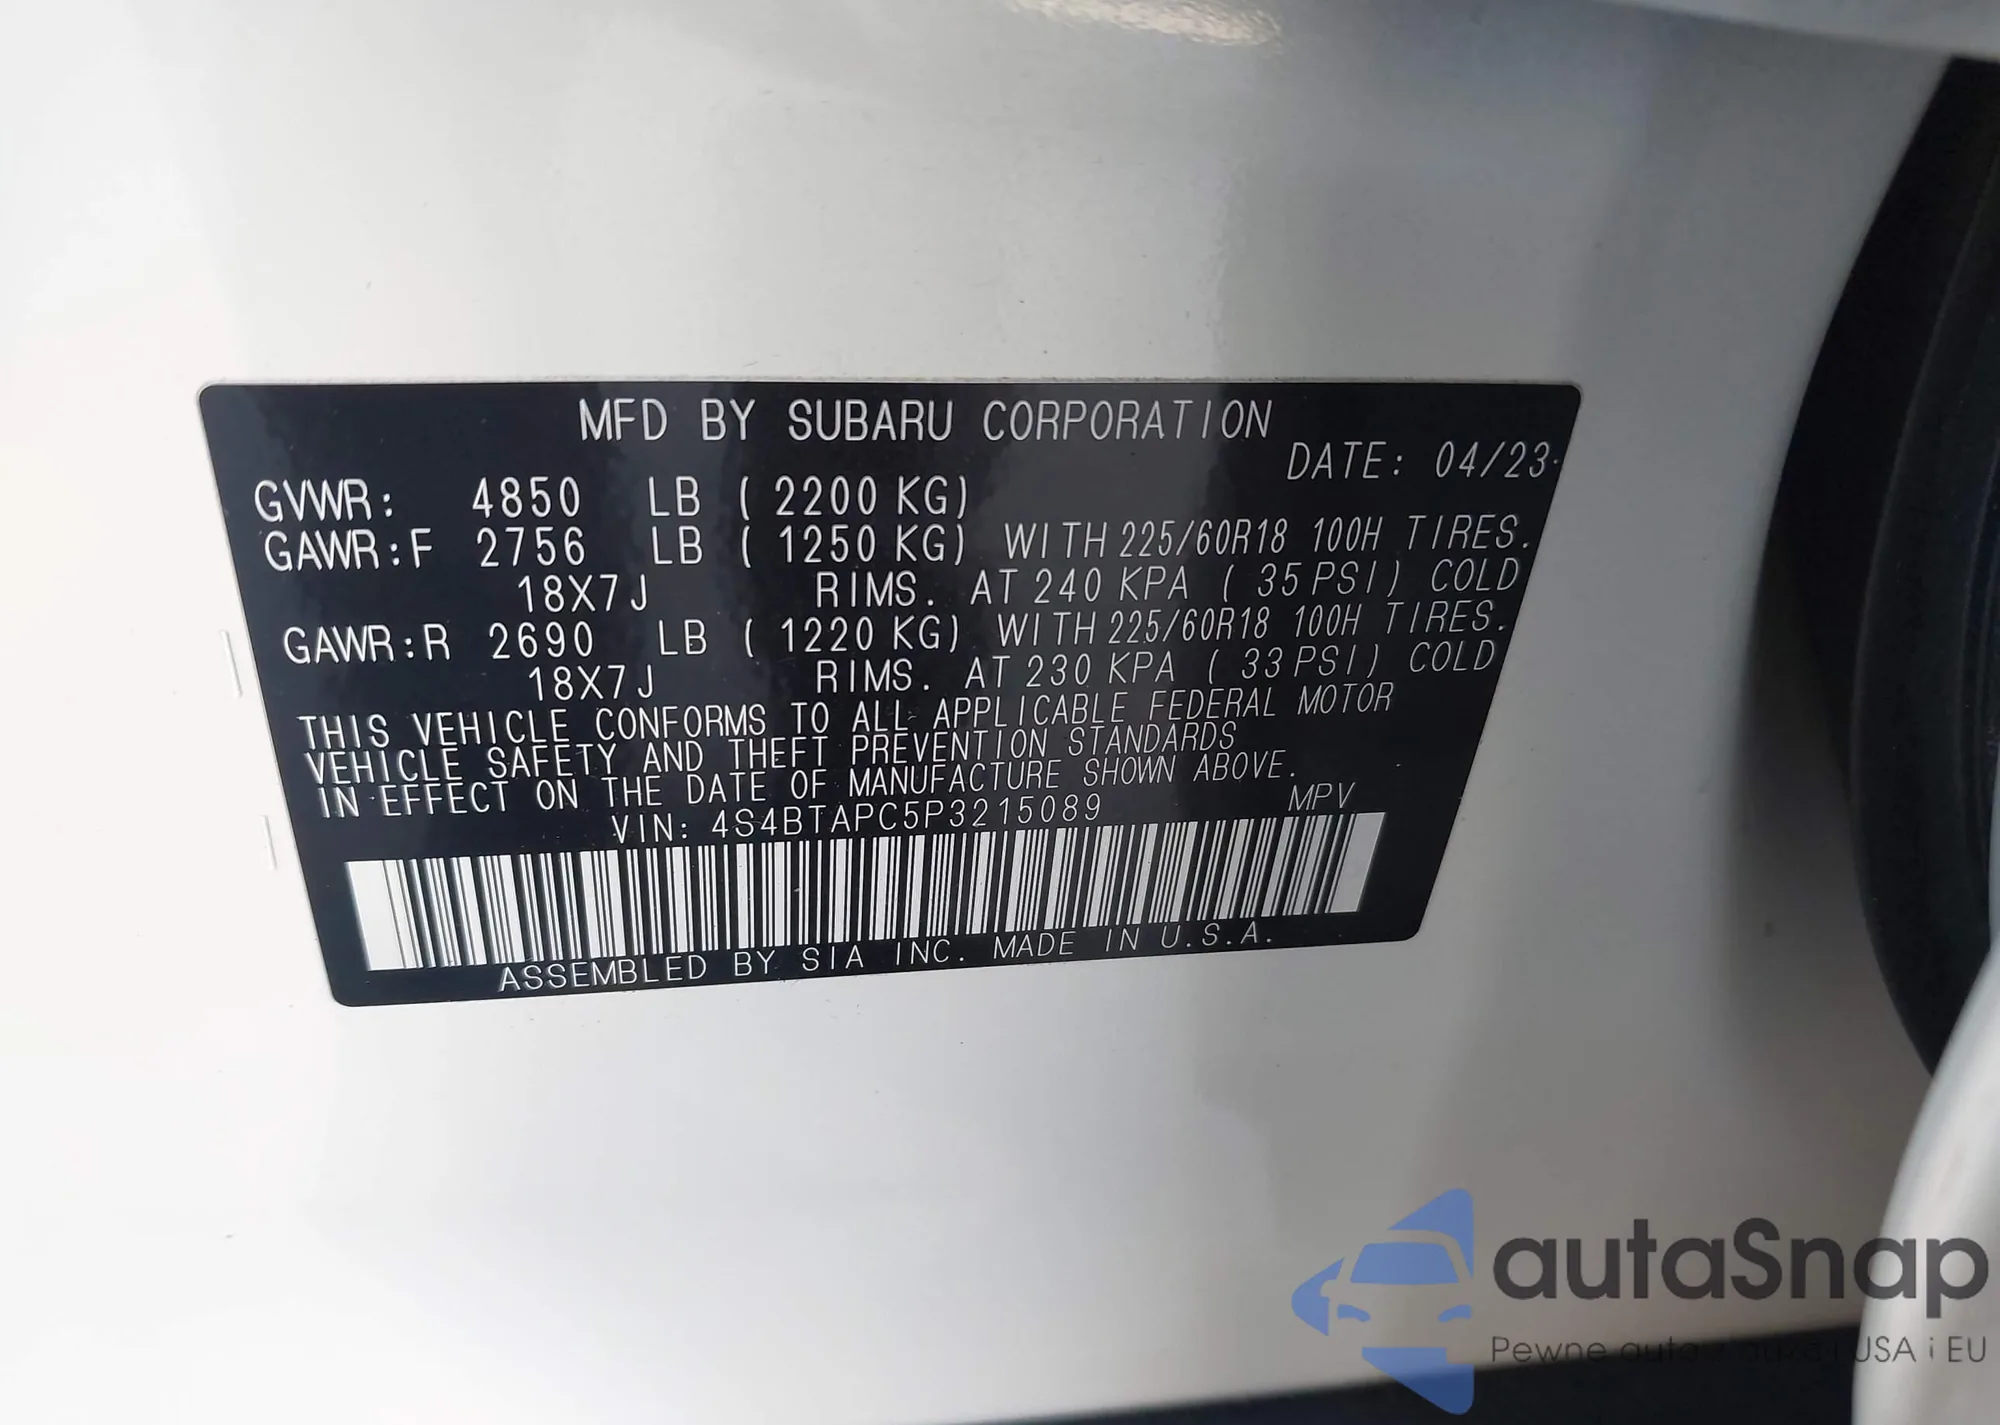 MFD BY SUBARU CORPORATION
DATE: 04/23
GVWR: 4850 LB ( 2200 KG)
GAWR:F 2756 LB ( 1250 KG) WITH 225/60R18 100H TIRES.
18X7J RIMS. AT 240 KPA ( 35 PSI) COLD
GAWR:R 2690 LB ( 1220 KG) WITH 225/60R18 100H TIRES.
18X7J RIMS. AT 230 KPA ( 33 PSI) COLD
THIS VEHICLE CONFORMS TO ALL APPLICABLE FEDERAL MOTOR
VEHICLE SAFETY AND THEFT PREVENTION STANDARDS
IN EFFECT ON THE DATE OF MANUFACTURE SHOWN ABOVE.
VIN: 4S4BTAPC5P3215089 MPV
ASSEMBLED BY SIA INC. MADE IN U.S.A.
autaSnap
Pewne auta USA i EU